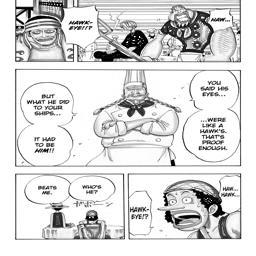 HAW...
HAWK-
EYE!!?
YOU
SAID HIS
EYES...
...WERE
LIKE A
HAWK'S.
THAT'S
PROOF
ENOUGH.
BUT
WHAT HE
DID TO
YOUR
SHIPS...
IT HAD
TO BE
HIM!!
HAW...
HAW...
HAWK-
EYE!?
WHO'S
HE?
BEATS
ME.